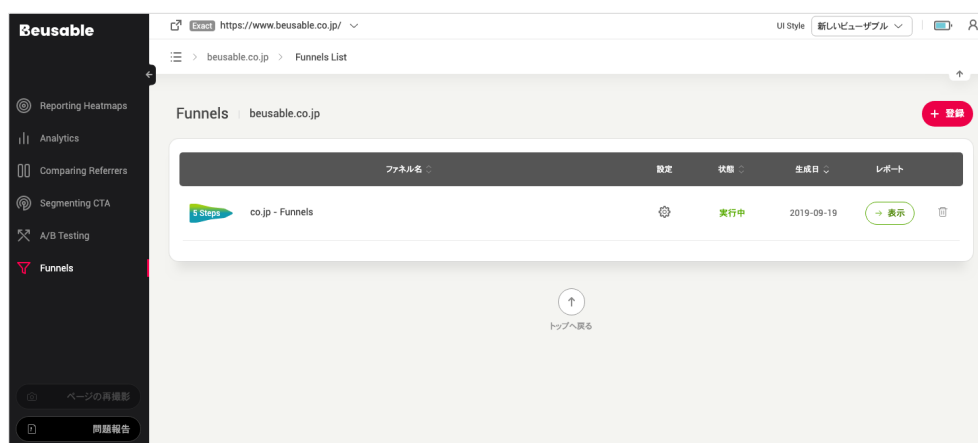 Beusable
Exact https://www.beusable.co.jp/
UI Style 新しいビューザブル
beusable.co.jp > Funnels List
Reporting Heatmaps
Analytics
Comparing Referrers
Segmenting CTA
A/B Testing
Funnels
ページの再撮影
問題報告
Funnels beusable.co.jp
+ 登録
ファネル名 設定 状態 生成日 レポート
5 Steps co.jp - Funnels 実行中 2019-09-19 → 表示
トップへ戻る